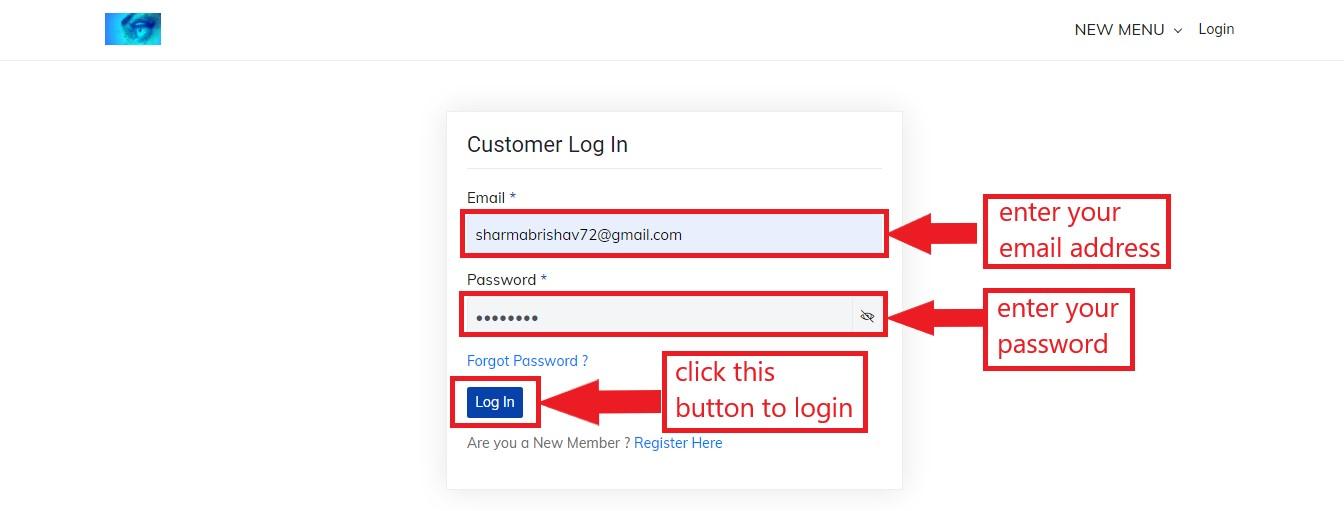 NEW MENU Login
Customer Log In
Email *
sharmabrishav72@gmail.com
enter your
email address
Password *
••••••••
enter your
password
Forgot Password ?
click this
button to login
Log In
Are you a New Member ? Register Here